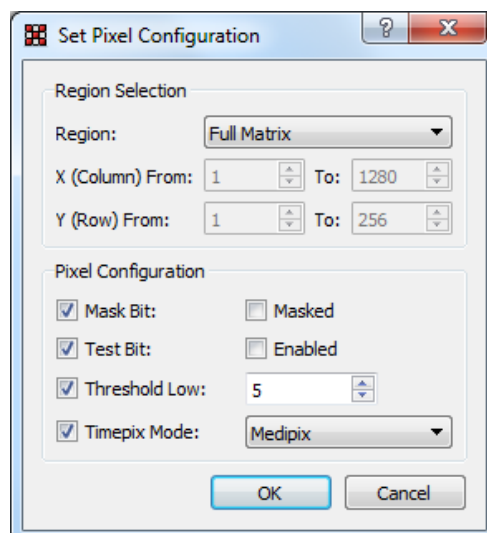 Set Pixel Configuration
Region Selection
Region: Full Matrix
X (Column) From: 1 To: 1280
Y (Row) From: 1 To: 256
Pixel Configuration
Mask Bit: Masked
Test Bit: Enabled
Threshold Low: 5
Timepix Mode: Medipix
OK Cancel